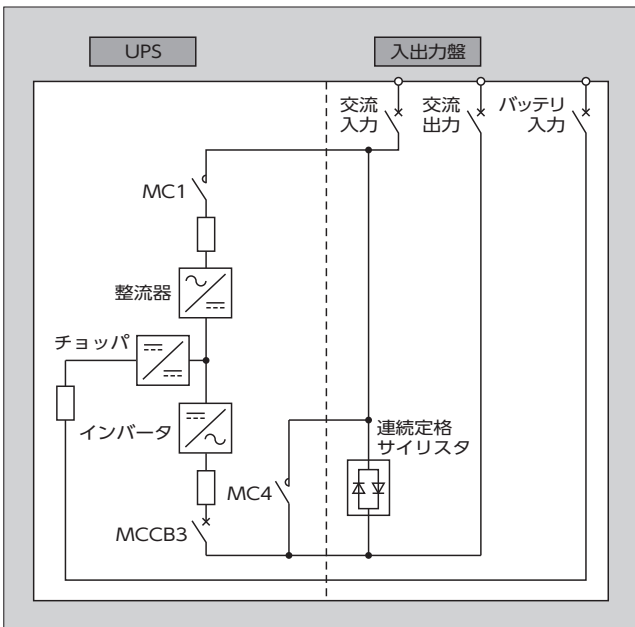 UPS
入出力盤
交流
入力
交流
出力
バッテリ
入力
MC1
整流器
チョッパ
インバータ
連続定格
サイリスタ
MC4
MCCB3